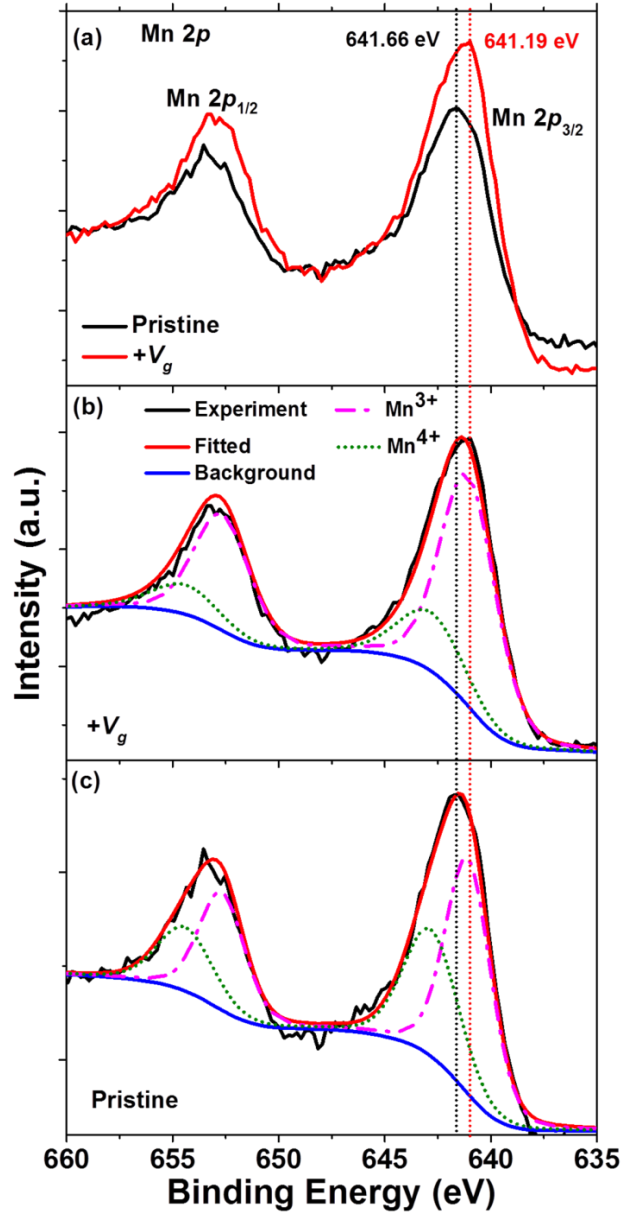 (a) Mn 2p 641.66 eV 641.19 eV
Mn 2p1/2
Mn 2p3/2
Pristine
+Vg
(b) Experiment Mn3+
Fitted Mn4+
Background
+Vg
(c)
Pristine
Intensity (a.u.)
660 655 650 645 640 635
Binding Energy (eV)